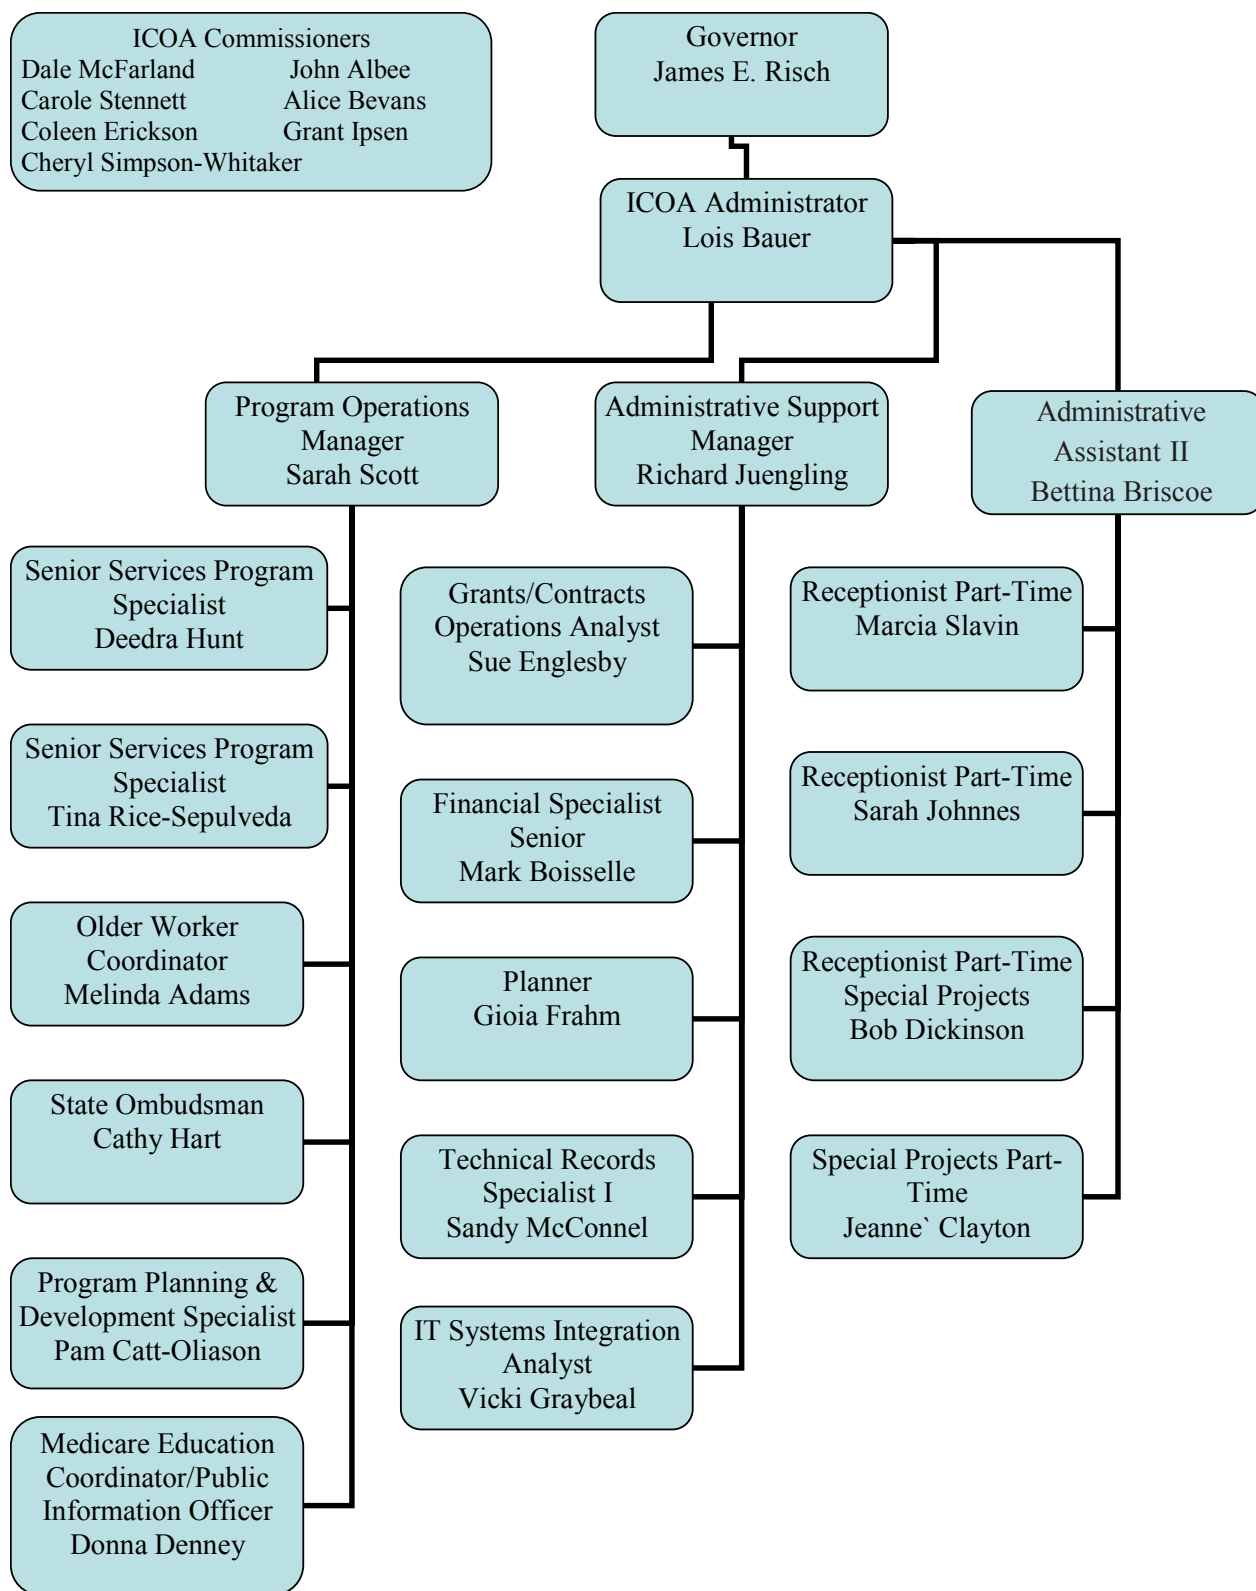 ICOA Commissioners
Dale McFarland John Albee
Carole Stennett Alice Bevans
Coleen Erickson Grant Ipsen
Cheryl Simpson-Whitaker
Governor
James E. Risch
ICOA Administrator
Lois Bauer
Program Operations
Manager
Sarah Scott
Administrative Support
Manager
Richard Juengling
Administrative
Assistant II
Bettina Briscoe
Senior Services Program
Specialist
Deedra Hunt
Senior Services Program
Specialist
Tina Rice-Sepulveda
Older Worker
Coordinator
Melinda Adams
State Ombudsman
Cathy Hart
Program Planning &
Development Specialist
Pam Catt-Oliason
Medicare Education
Coordinator/Public
Information Officer
Donna Denney
Grants/Contracts
Operations Analyst
Sue Englesby
Financial Specialist
Senior
Mark Boisselle
Planner
Gioia Frahm
Technical Records
Specialist I
Sandy McConnel
IT Systems Integration
Analyst
Vicki Graybeal
Receptionist Part-Time
Marcia Slavin
Receptionist Part-Time
Sarah Johnnes
Receptionist Part-Time
Special Projects
Bob Dickinson
Special Projects Part-
Time
Jeanne` Clayton